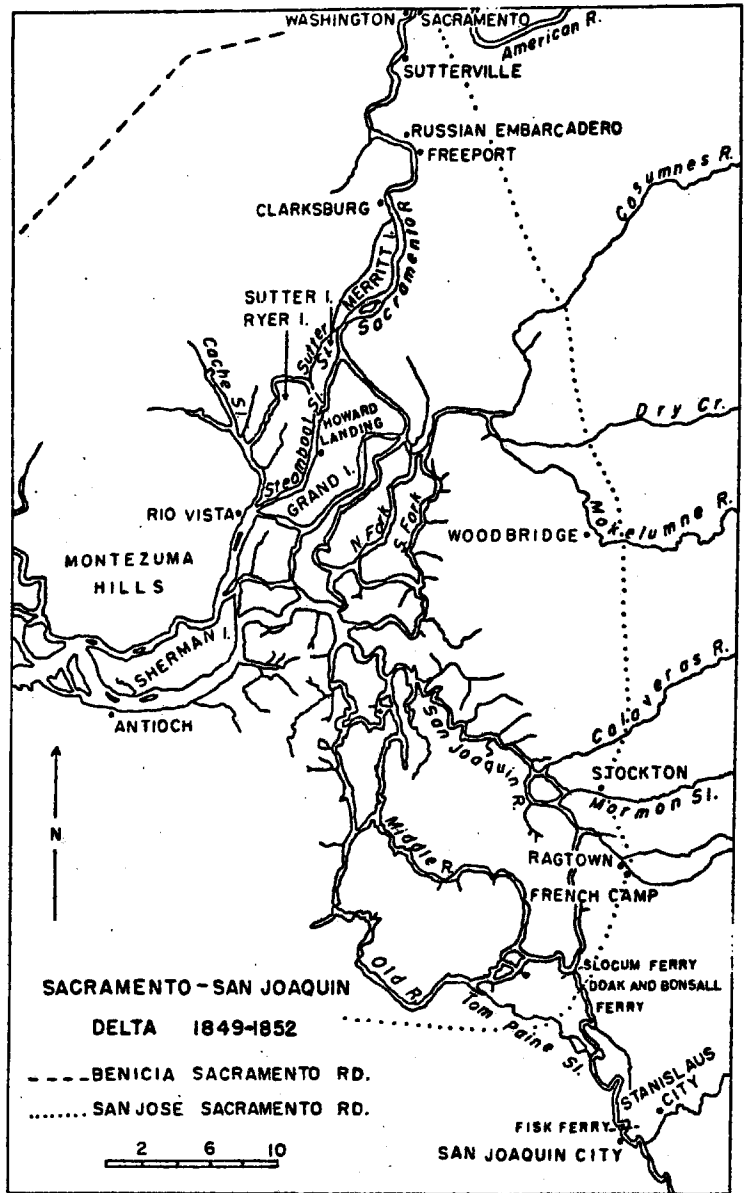 WASHINGTON
SACRAMENTO
American R.
SUTTERVILLE
RUSSIAN EMBARCADERO
FREEPORT
Cosumnes R.
CLARKSBURG
Sacramento R
MERRITT I.
SUTTER I.
RYER I.
Sutter Sl.
Sacramento
Cache Sl.
Steamboat Sl.
HOWARD
LANDING
Dry Cr.
GRAND I.
RIO VISTA
N Fork
S Fork
WOODBRIDGE
Mokelumne R.
MONTEZUMA
HILLS
SHERMAN I.
ANTIOCH
Calaveras R.
San Joaquin R.
STOCKTON
Mormon Sl.
N
Middle R.
RAGTOWN
FRENCH CAMP
Old R.
SLOCUM FERRY
DOAK AND BONSALL
FERRY
Tom Paine Sl.
SACRAMENTO-SAN JOAQUIN
DELTA 1849-1852
BENICIA SACRAMENTO RD.
SAN JOSE SACRAMENTO RD.
STANISLAUS
CITY
FISK FERRY
SAN JOAQUIN CITY
2 6 10